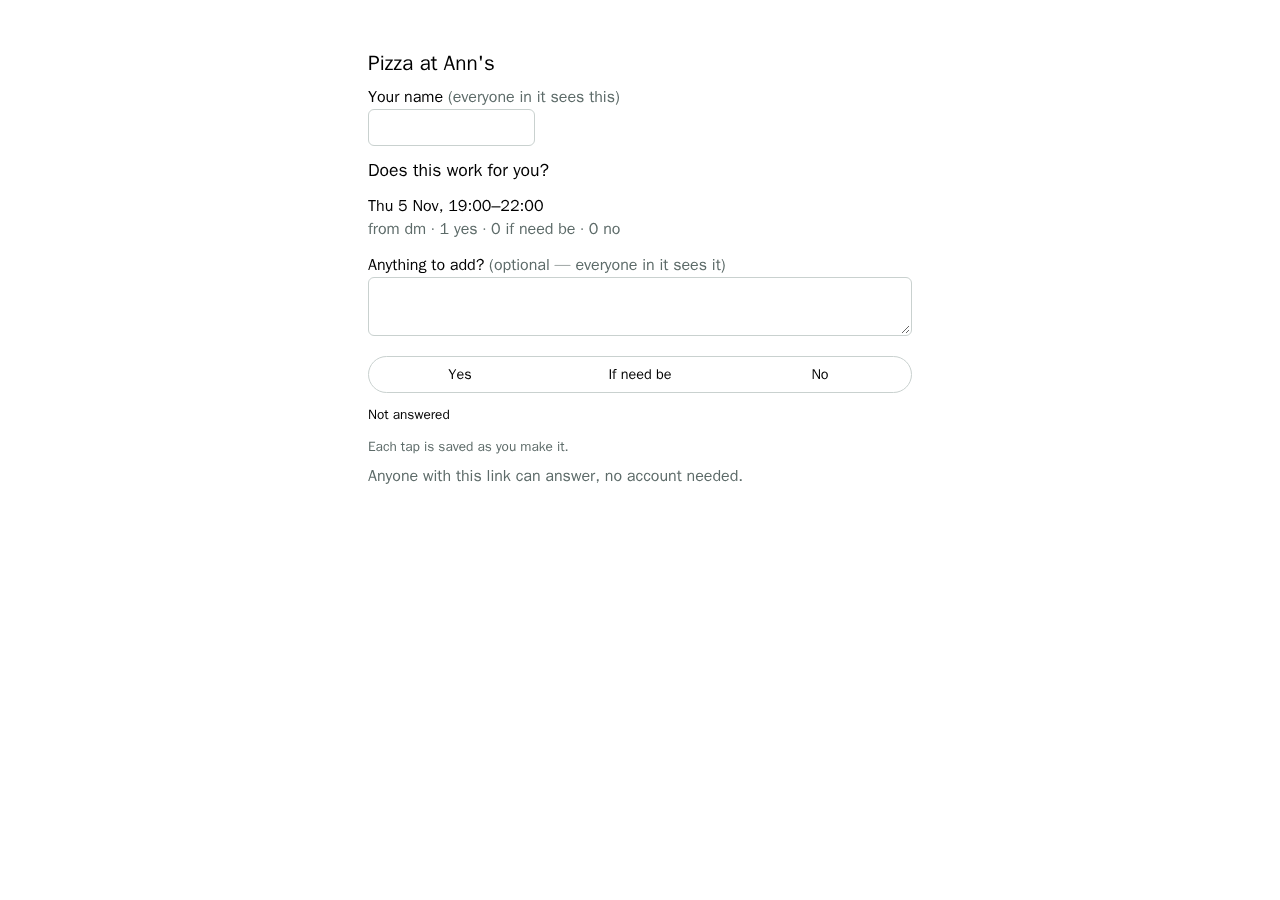 Pizza at Ann's
Your name (everyone in it sees this)
Does this work for you?
Thu 5 Nov, 19:00–22:00
from dm · 1 yes · 0 if need be · 0 no
Anything to add? (optional — everyone in it sees it)
Yes If need be No
Not answered
Each tap is saved as you make it.
Anyone with this link can answer, no account needed.